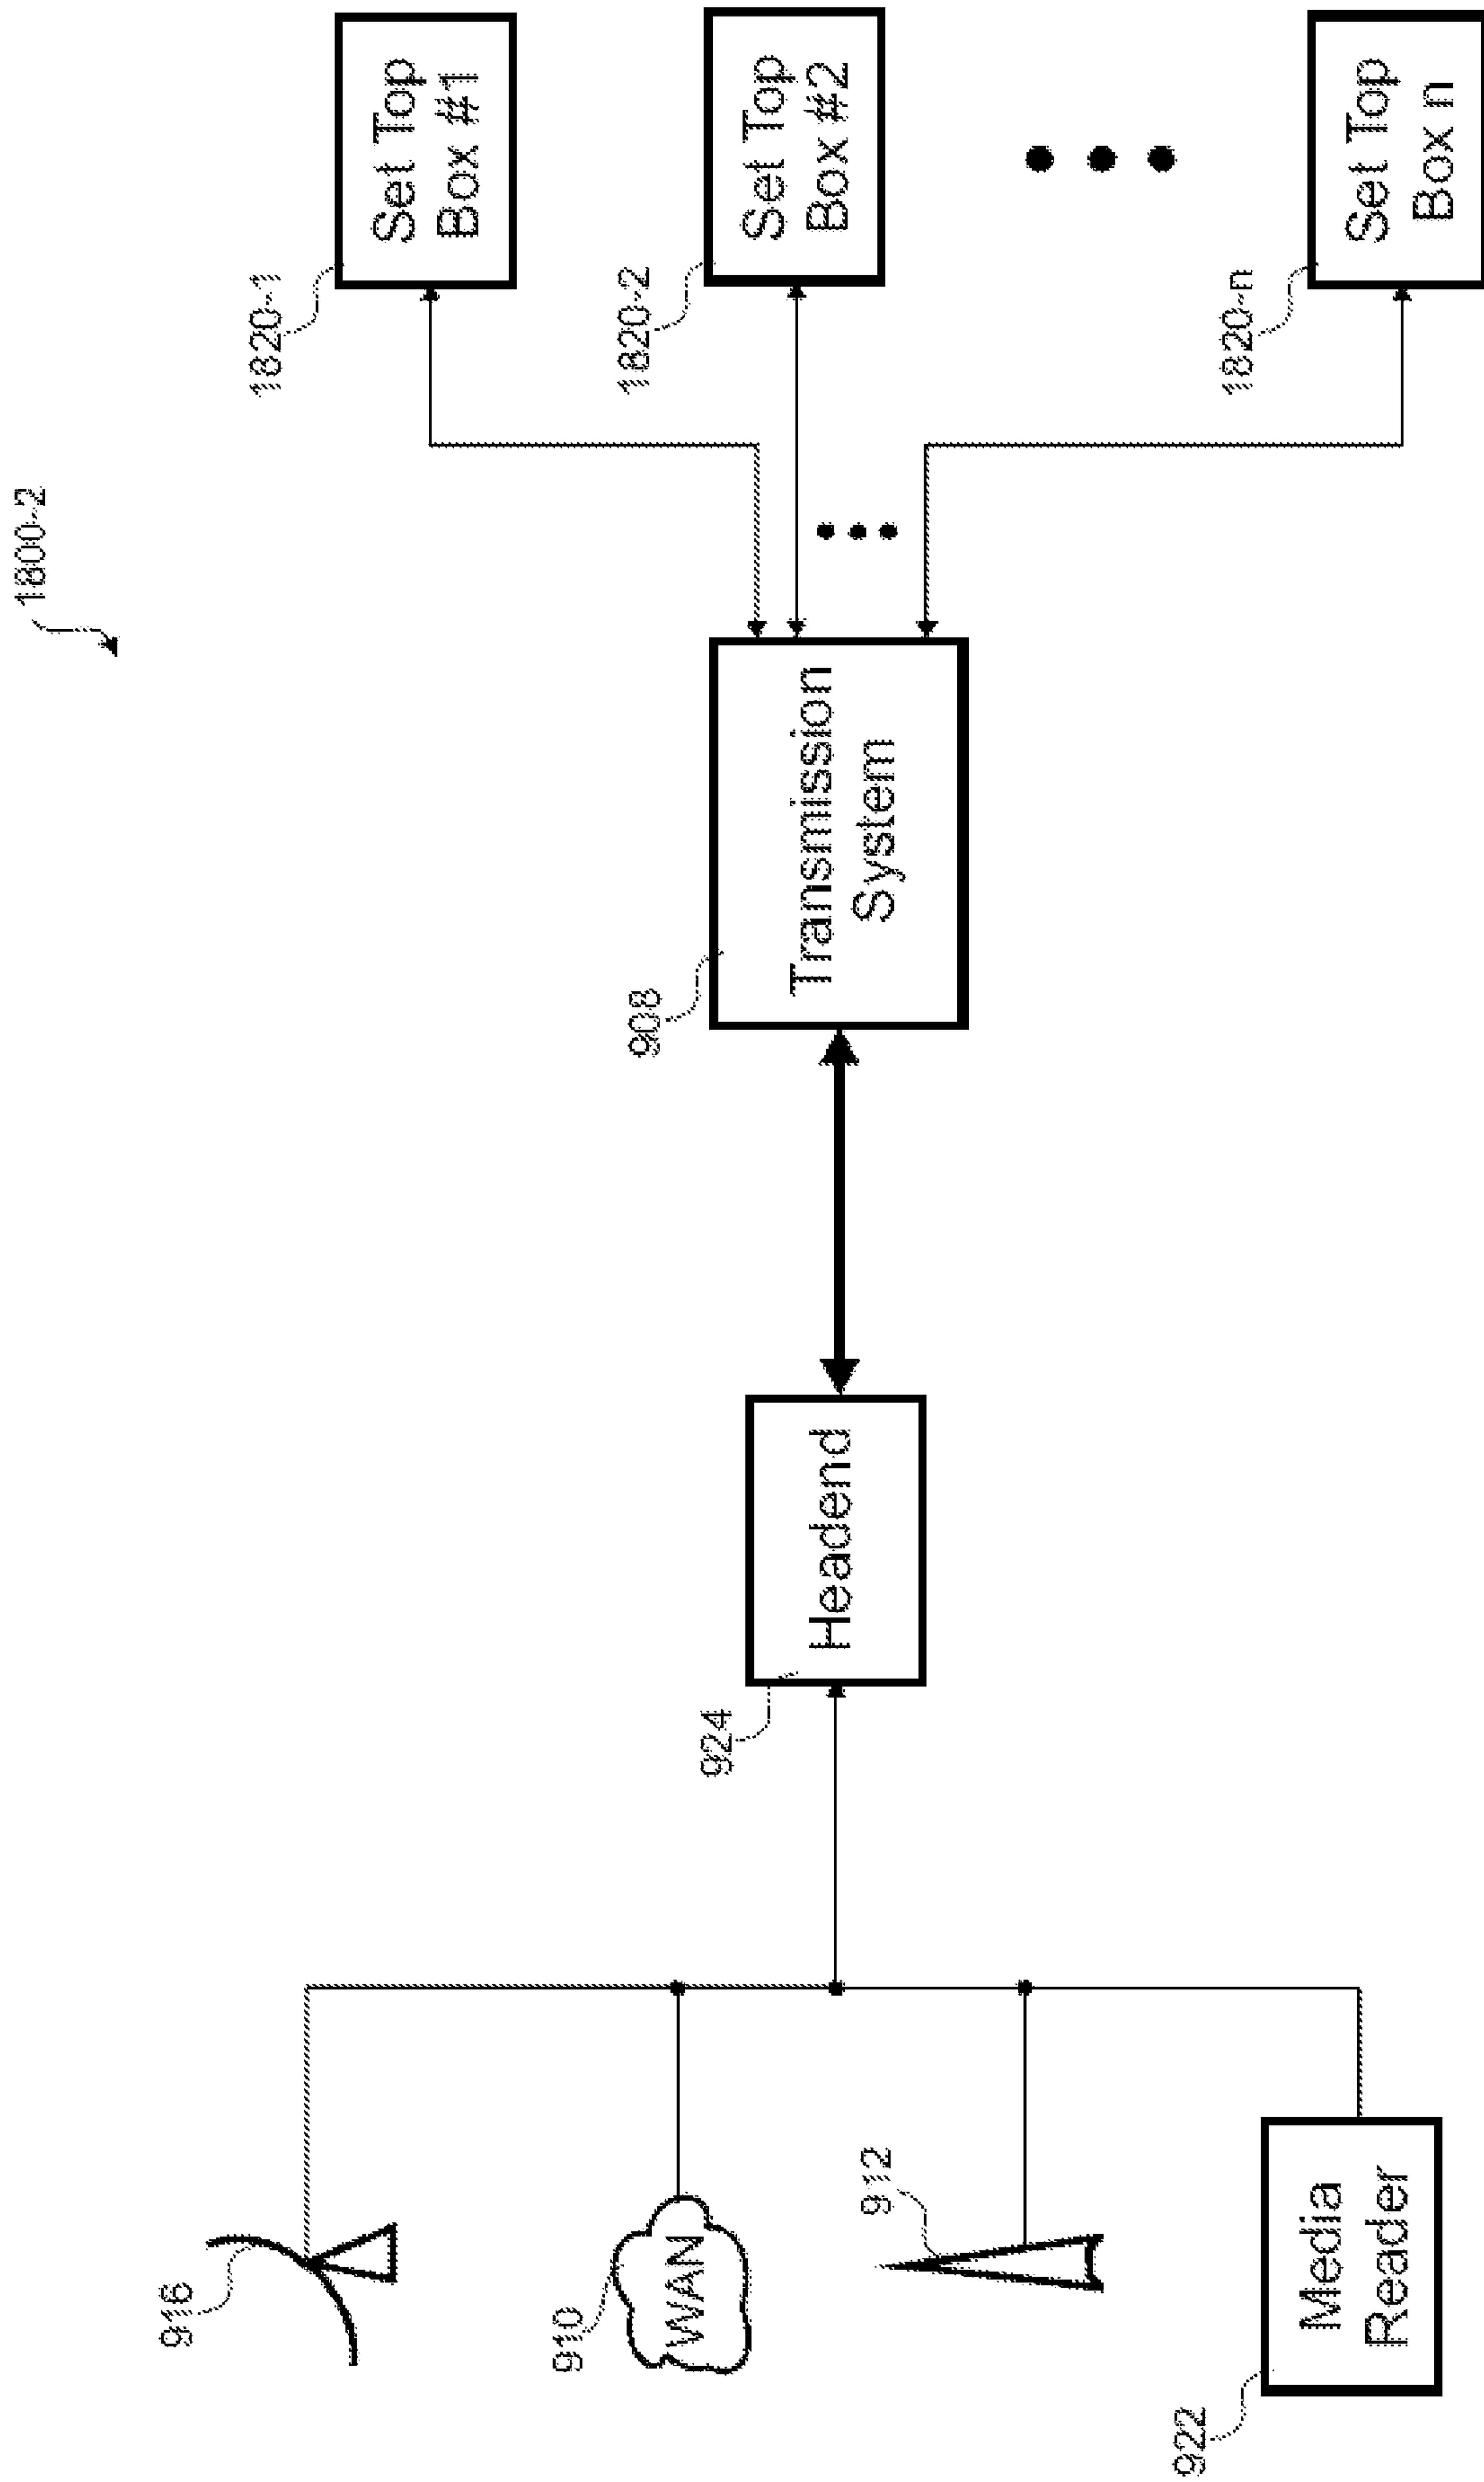 1800-2
916
910
WAN
912
922
Media
Reader
924
Headend
908
Transmission
System
1820-1
Set Top
Box #1
1820-2
Set Top
Box #2
1820-n
Set Top
Box n